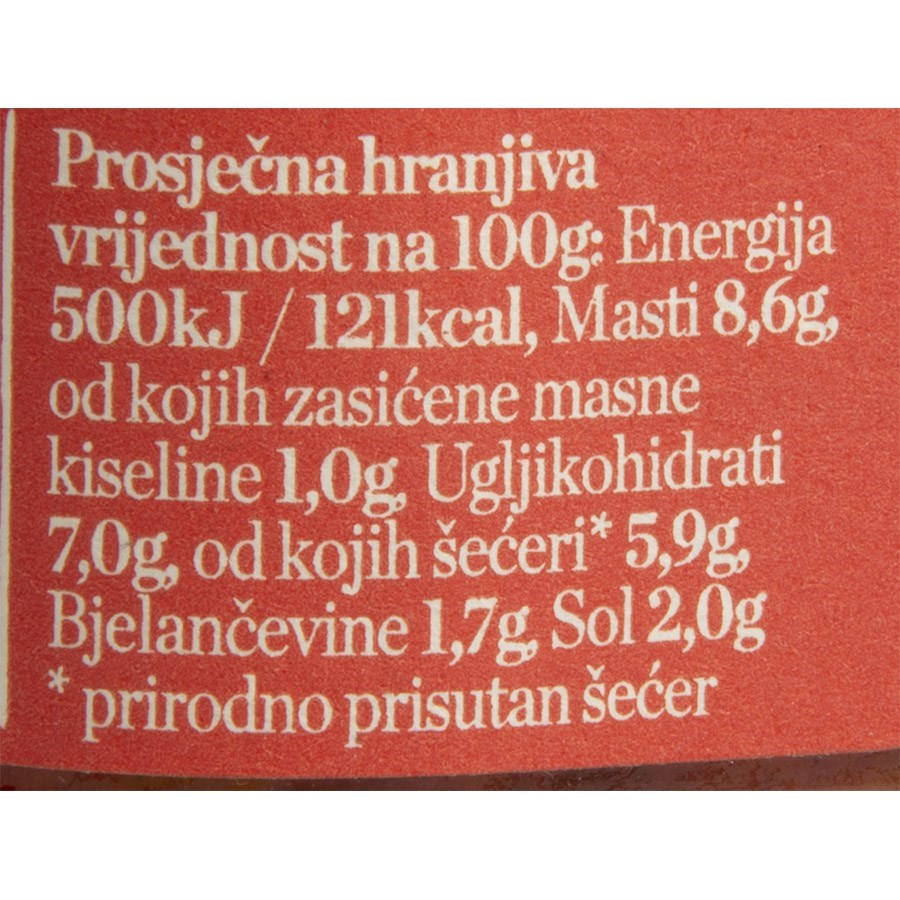 Prosječna hranjiva
vrijednost na 100g: Energija
500kJ / 121kcal, Masti 8,6g,
od kojih zasićene masne
kiseline 1,0g, Ugljikohidrati
7,0g, od kojih šećeri* 5,9g,
Bjelančevine 1,7g, Sol 2,0g
* prirodno prisutan šećer